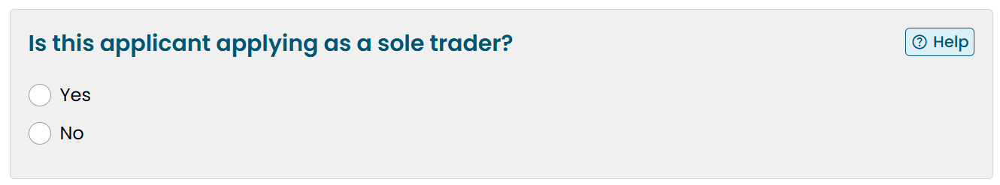 Is this applicant applying as a sole trader?
Help
Yes
No